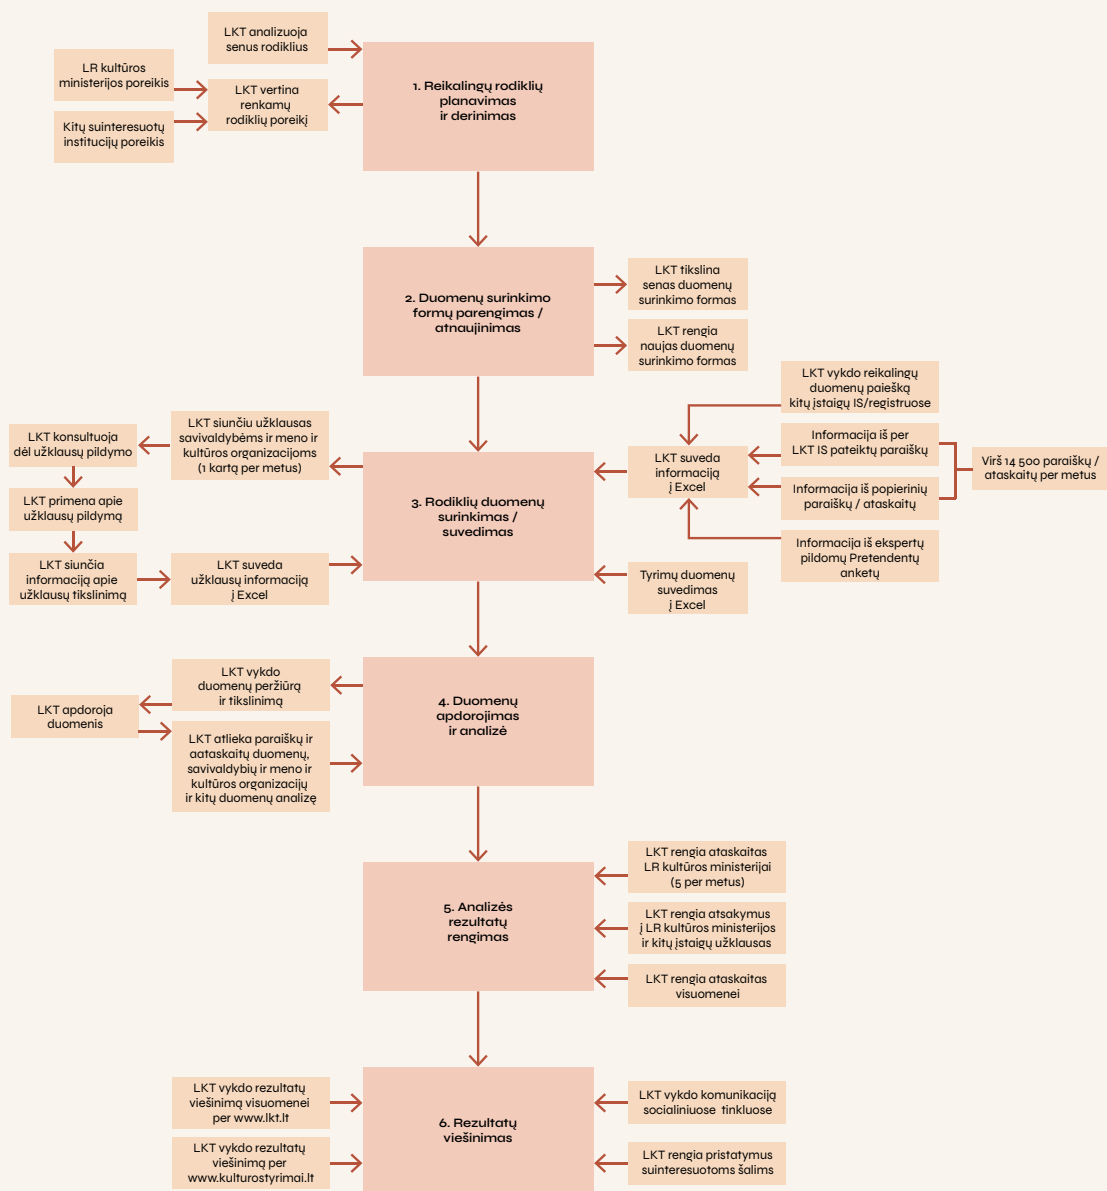 LKT analizuoja
senus rodiklius
LR kultūros
ministerijos poreikis
LKT vertina
renkamų
rodiklių poreikį
Kitų suinteresuotų
institucijų poreikis
1. Reikalingų rodiklių
planavimas
ir derinimas
2. Duomenų surinkimo
formų parengimas /
atnaujinimas
LKT tikslina
senas duomenų
surinkimo formas
LKT rengia
naujas duomenų
surinkimo formas
LKT siunčiu užklausas
savivaldybėms ir meno ir
kultūros organizacijoms
(1 kartą per metus)
LKT konsultuoja
dėl užklausų pildymo
LKT primena apie
užklausų pildymą
LKT siunčia
informaciją apie
užklausų tikslinimą
LKT suveda
užklausų informaciją
į Excel
3. Rodiklių duomenų
surinkimas /
suvedimas
LKT suveda
informaciją
į Excel
LKT vykdo reikalingų
duomenų paiešką
kitų įstaigų IS/registruose
Informacija iš per
LKT IS pateiktų paraiškų
Informacija iš popierinių
paraiškų / ataskaitų
Virš 14 500 paraiškų /
ataskaitų per metus
Informacija iš ekspertų
pildomų Pretendentų
anketų
Tyrimų duomenų
suvedimas
į Excel
LKT vykdo
duomenų peržiūrą
ir tikslinimą
LKT apdoroja
duomenis
LKT atlieka paraiškų ir
aataskaitų duomenų,
savivaldybių ir meno ir
kultūros organizacijų
ir kitų duomenų analizę
4. Duomenų
apdorojimas
ir analizė
5. Analizės
rezultatų
rengimas
LKT rengia ataskaitas
LR kultūros ministerijai
(5 per metus)
LKT rengia atsakymus
į LR kultūros ministerijos
ir kitų įstaigų užklausas
LKT rengia ataskaitas
visuomenei
LKT vykdo rezultatų
viešinimą visuomenei
per www.lkt.lt
LKT vykdo rezultatų
viešinimą per
www.kulturostyrimai.lt
6. Rezultatų
viešinimas
LKT vykdo komunikaciją
socialiniuose tinkluose
LKT rengia pristatymus
suinteresuotoms šalims